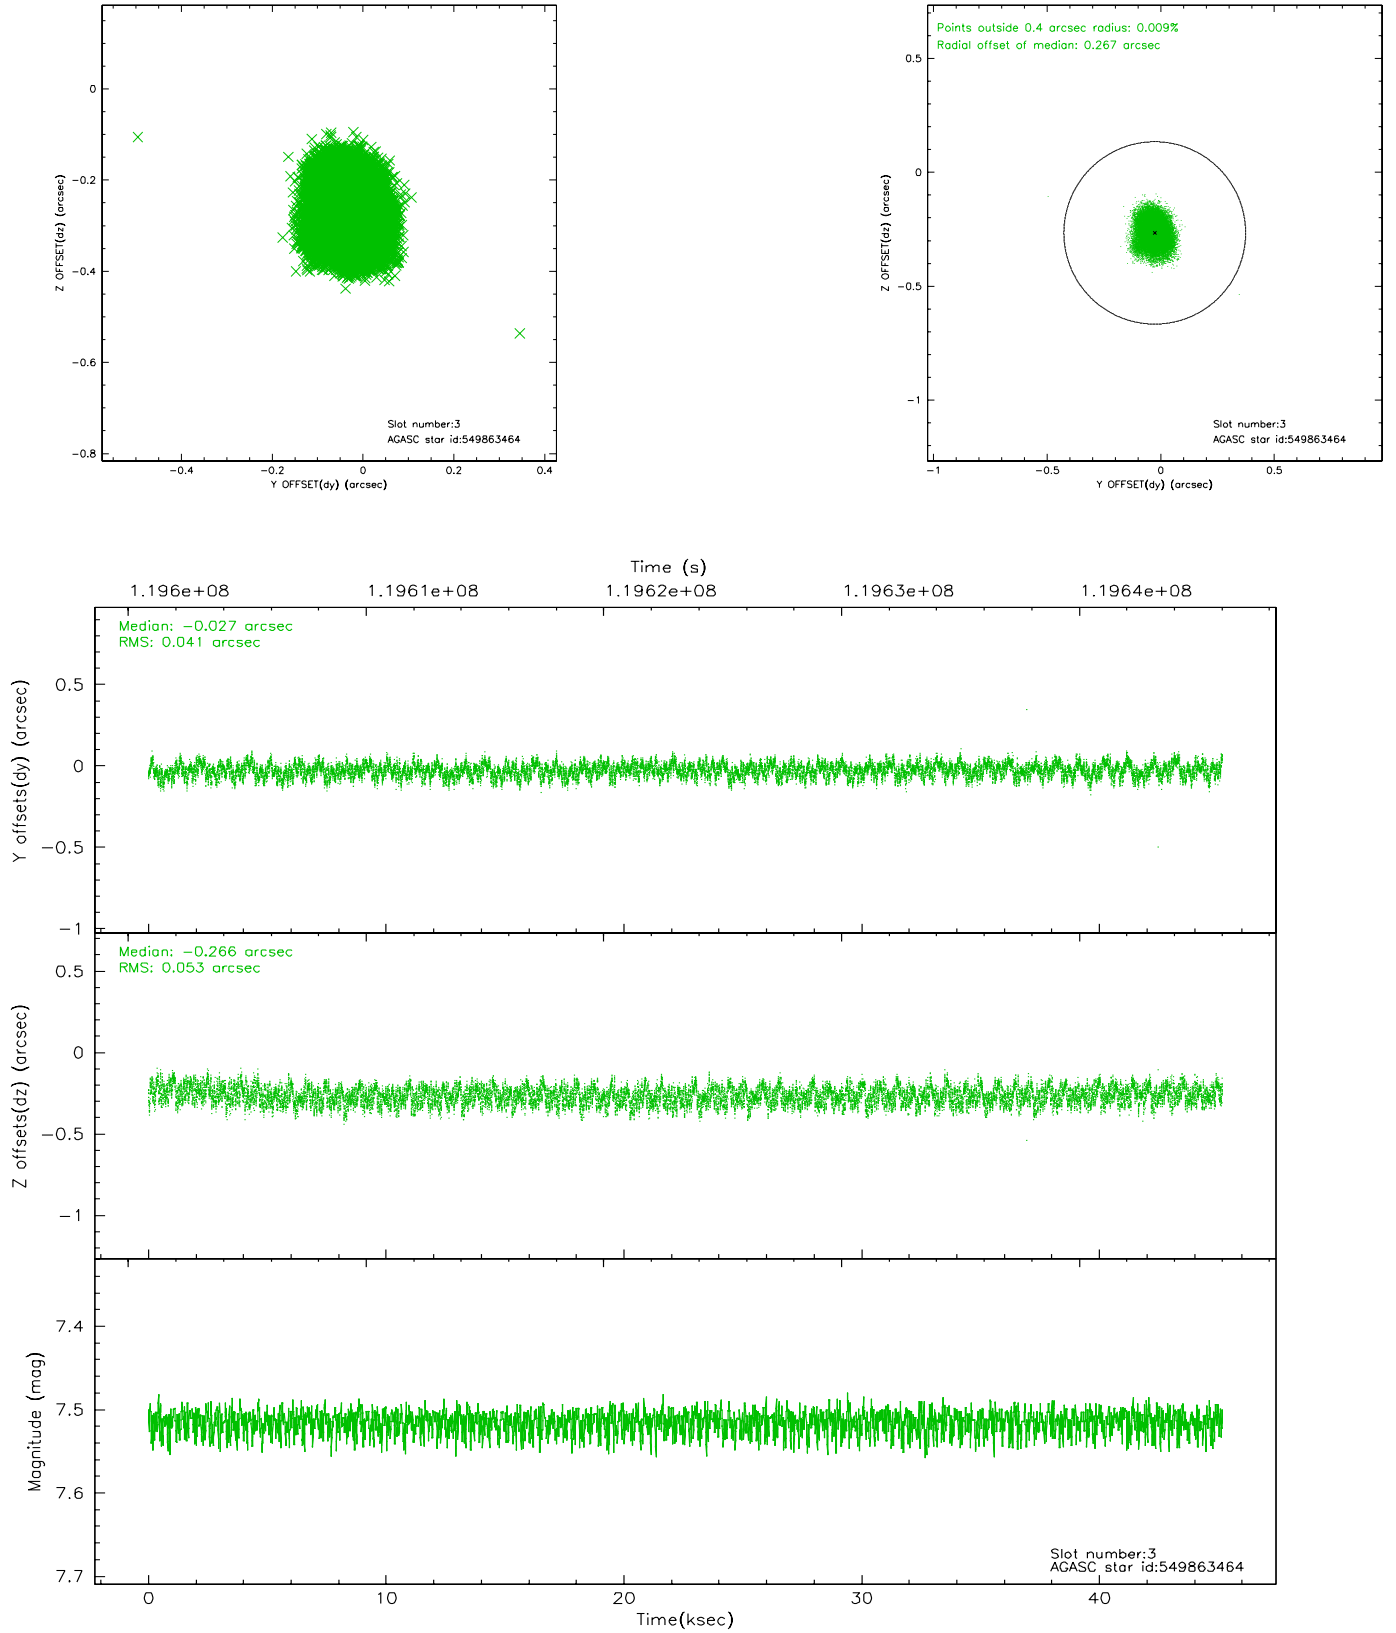 0
−0.2
−0.4
−0.6
−0.8
Z OFFSET(dz) (arcsec)
Slot number:3
AGASC star id:549863464
−0.4
−0.2
0
0.2
0.4
Y OFFSET(dy) (arcsec)
Points outside 0.4 arcsec radius: 0.009%
Radial offset of median: 0.267 arcsec
0.5
0
−0.5
−1
Z OFFSET(dz) (arcsec)
Slot number:3
AGASC star id:549863464
−1
−0.5
0
0.5
Y OFFSET(dy) (arcsec)
Time (s)
1.196e+08
1.1961e+08
1.1962e+08
1.1963e+08
1.1964e+08
Median: −0.027 arcsec
RMS: 0.041 arcsec
0.5
0
−0.5
−1
Y offsets(dy) (arcsec)
Median: −0.266 arcsec
RMS: 0.053 arcsec
0.5
0
−0.5
−1
Z offsets(dz) (arcsec)
7.4
7.5
7.6
7.7
Magnitude (mag)
Slot number:3
AGASC star id:549863464
0
10
20
30
40
Time(ksec)